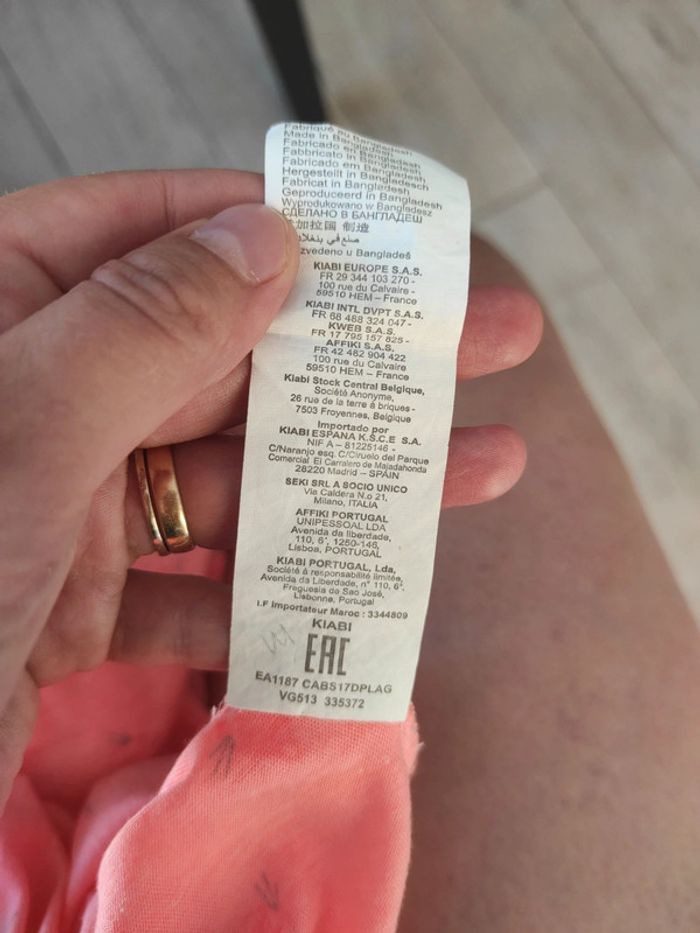 Fabriqué au Bangladesh
Made in Bangladesh
Fabricado en Bangladesh
Fabbricato in Bangladesh
Fabricado em Bangladesh
Hergestellt in Bangladesch
Fabricat in Bangladesh
Geproduceerd in Bangladesh
Wyprodukowano w Bangladesz
СДЕЛАНО В БАНГЛАДЕШ
加拉国 制造
صنع في بنغلاد
zvedeno u Bangladeš
KIABI EUROPE S.A.S.
FR 29 344 103 270 -
100 rue du Calvaire -
59510 HEM – France
KIABI INTL DVPT S.A.S.
FR 68 488 324 047 -
KWEB S.A.S.
FR 17 795 157 825 -
AFFIKI S.A.S.
FR 42 482 904 422
100 rue du Calvaire
59510 HEM – France
Kiabi Stock Central Belgique,
Société Anonyme,
26 rue de la terre à briques -
7503 Froyennes, Belgique
Importado por
KIABI ESPANA K.S.C.E S.A.
NIF A – 81225146 -
C/Naranjo esq. C/Ciruelo del Parque
Comercial El Carralero de Majadahonda
28220 Madrid – SPAIN
SEKI SRL A SOCIO UNICO
Via Caldera N.o 21,
Milano, ITALIA
AFFIKI PORTUGAL
UNIPESSOAL LDA
Avenida da liberdade,
110, 6°, 1250-146,
Lisboa, PORTUGAL
KIABI PORTUGAL, Lda,
Société à responsabilité limitée,
Avenida da Liberdade, n° 110, 6°,
Freguesia de Sao José,
Lisbonne, Portugal
I.F Importateur Maroc : 3344809
KIABI
EAC
EA1187 CABS17DPLAG
VG513 335372